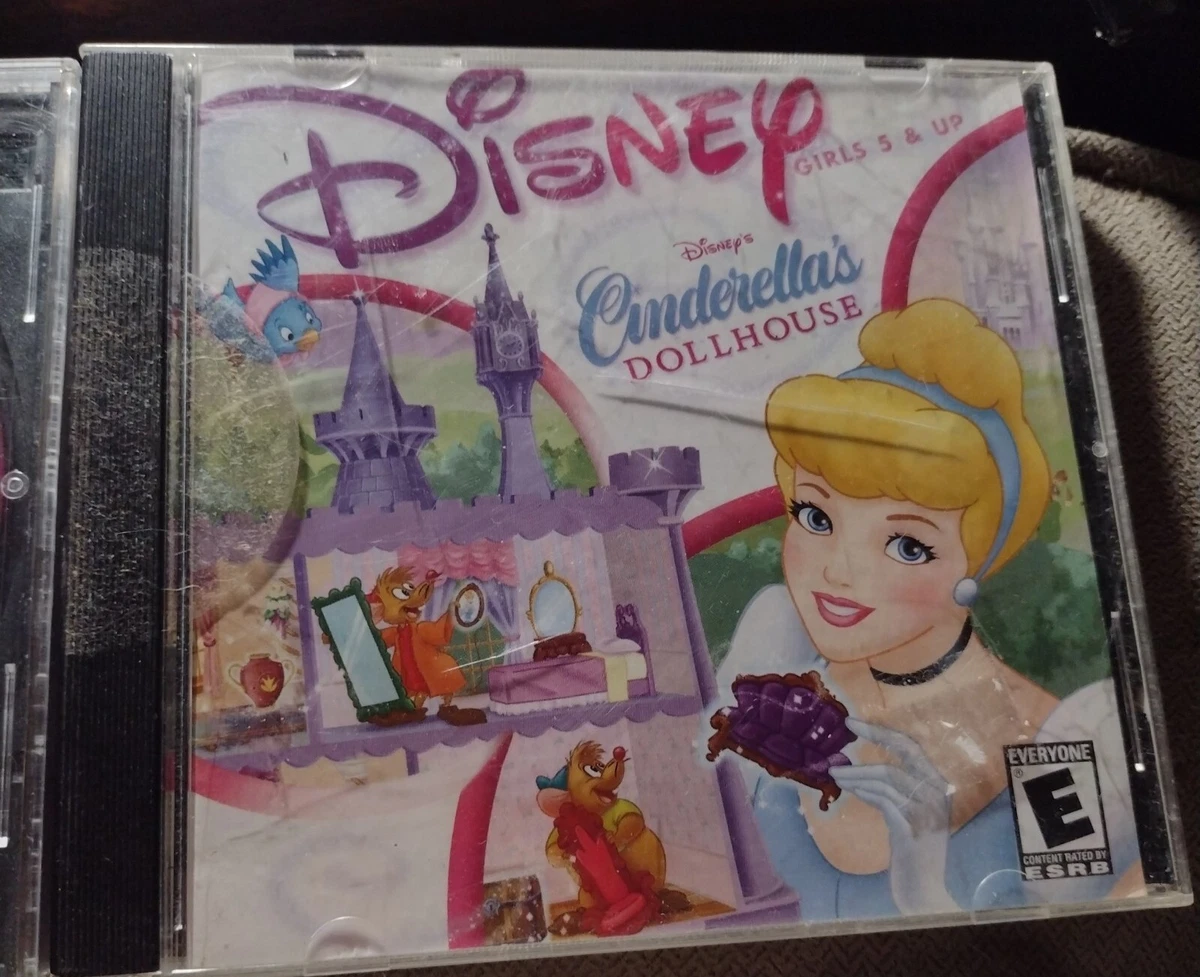 DISNEY
GIRLS 5 & UP
DISNEY'S
Cinderella's
DOLLHOUSE
EVERYONE
E
®
CONTENT RATED BY
ESRB